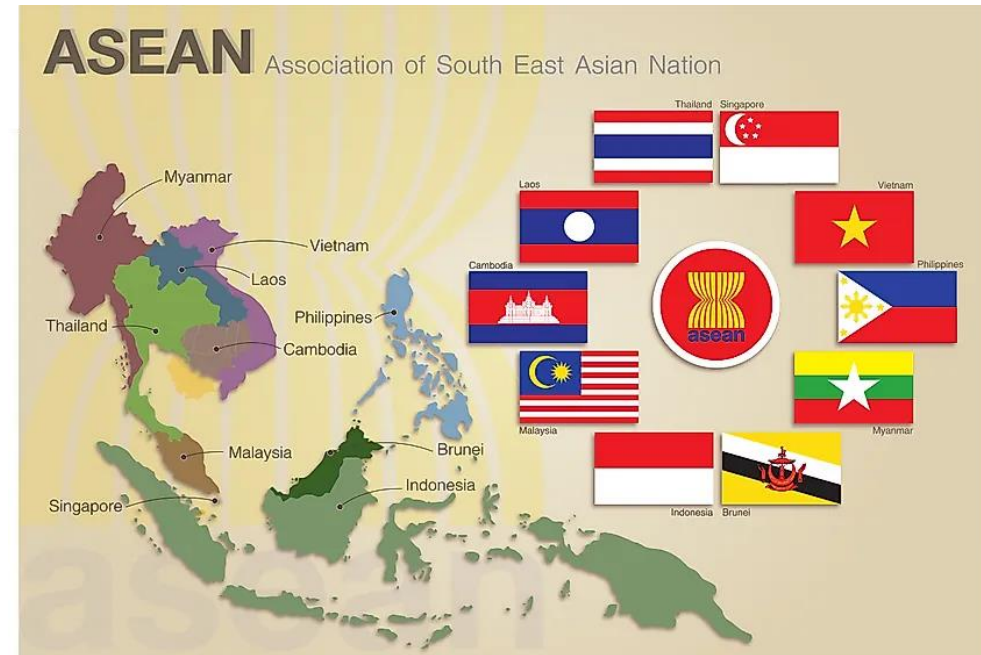 ASEAN Association of South East Asian Nation
Thailand Singapore
Myanmar
Laos
Vietnam
Vietnam
Laos
Cambodia
Philippines
Philippines
Thailand
Cambodia
asean
Malaysia
Myanmar
Malaysia
Brunei
Indonesia
Singapore
Indonesia Brunei
asean